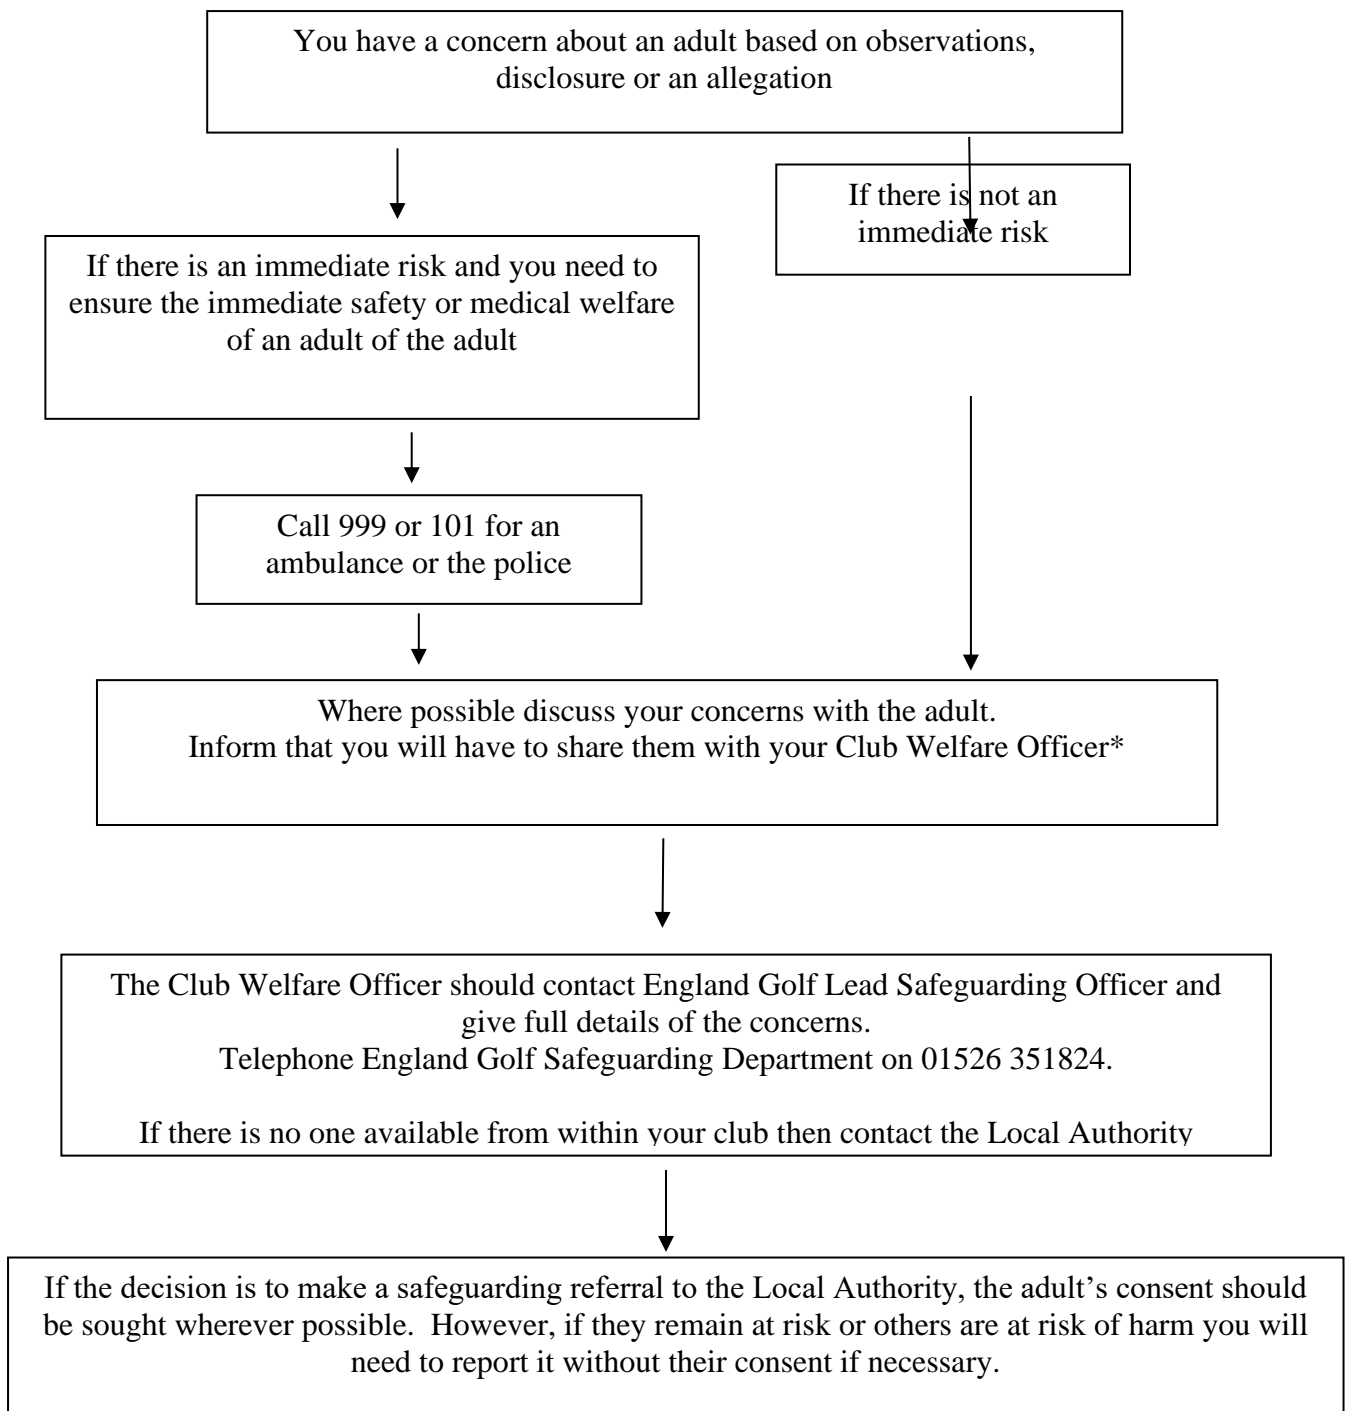 You have a concern about an adult based on observations,
disclosure or an allegation
If there is not an
immediate risk
If there is an immediate risk and you need to
ensure the immediate safety or medical welfare
of an adult of the adult
Call 999 or 101 for an
ambulance or the police
Where possible discuss your concerns with the adult.
Inform that you will have to share them with your Club Welfare Officer*
The Club Welfare Officer should contact England Golf Lead Safeguarding Officer and
give full details of the concerns.
Telephone England Golf Safeguarding Department on 01526 351824.
If there is no one available from within your club then contact the Local Authority
If the decision is to make a safeguarding referral to the Local Authority, the adult’s consent should
be sought wherever possible.  However, if they remain at risk or others are at risk of harm you will
need to report it without their consent if necessary.